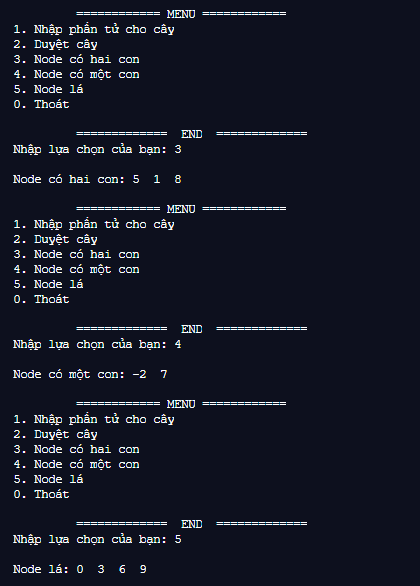 ============ MENU ============
1. Nhập phần tử cho cây
2. Duyệt cây
3. Node có hai con
4. Node có một con
5. Node lá
0. Thoát
============= END =============
Nhập lựa chọn của bạn: 3
Node có hai con: 5 1 8
============ MENU ============
1. Nhập phần tử cho cây
2. Duyệt cây
3. Node có hai con
4. Node có một con
5. Node lá
0. Thoát
============= END =============
Nhập lựa chọn của bạn: 4
Node có một con: -2 7
============ MENU ============
1. Nhập phần tử cho cây
2. Duyệt cây
3. Node có hai con
4. Node có một con
5. Node lá
0. Thoát
============= END =============
Nhập lựa chọn của bạn: 5
Node lá: 0 3 6 9